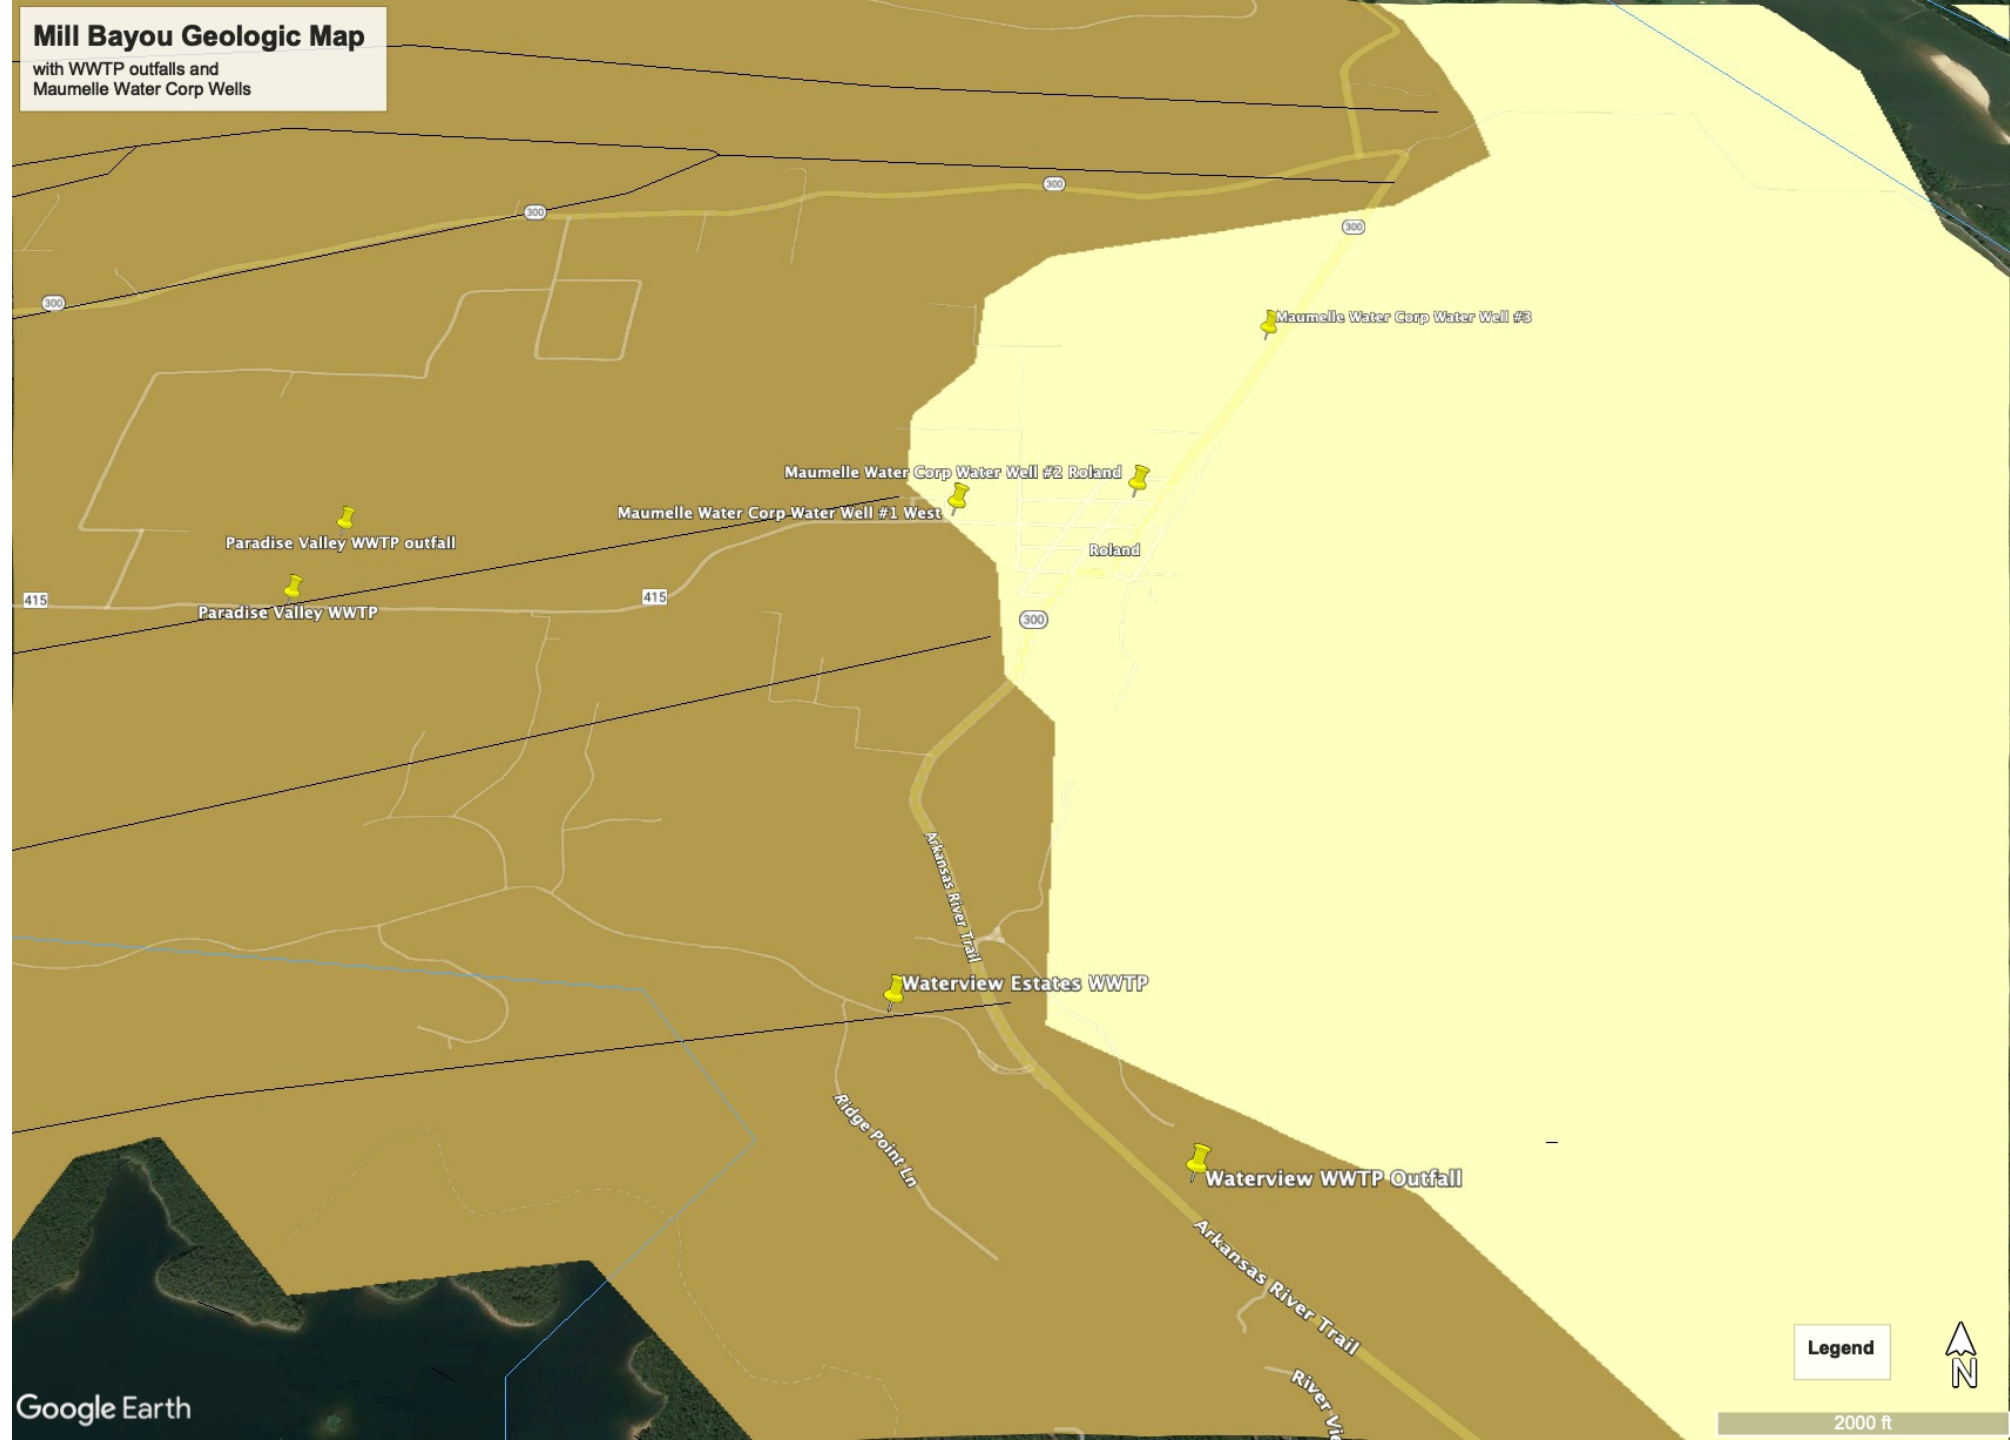 Mill Bayou Geologic Map
with WWTP outfalls and
Maumelle Water Corp Wells
300
300
300
300
Maumelle Water Corp Water Well #3
Maumelle Water Corp Water Well #2 Roland
Maumelle Water Corp Water Well #1 West
Paradise Valley WWTP outfall
Roland
Paradise Valley WWTP
415
415
300
Arkansas River Trail
Waterview Estates WWTP
Ridge Point Ln
Waterview WWTP Outfall
Arkansas River Trail
River
Legend
N
Google Earth
2000 ft